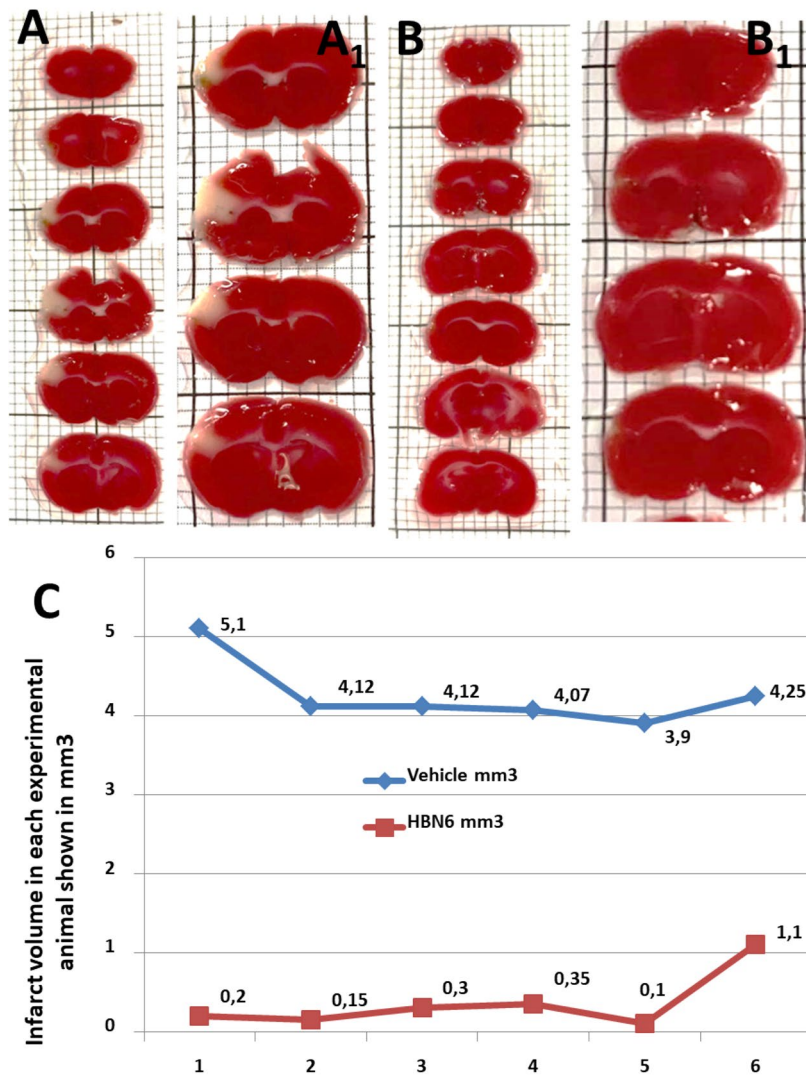 A
A1
B
B1
C
Infarct volume in each experimental
animal shown in mm3
6
5
4
3
2
1
0
5,1
4,12
4,12
4,07
3,9
4,25
Vehicle mm3
HBN6 mm3
0,2
0,15
0,3
0,35
0,1
1,1
1
2
3
4
5
6